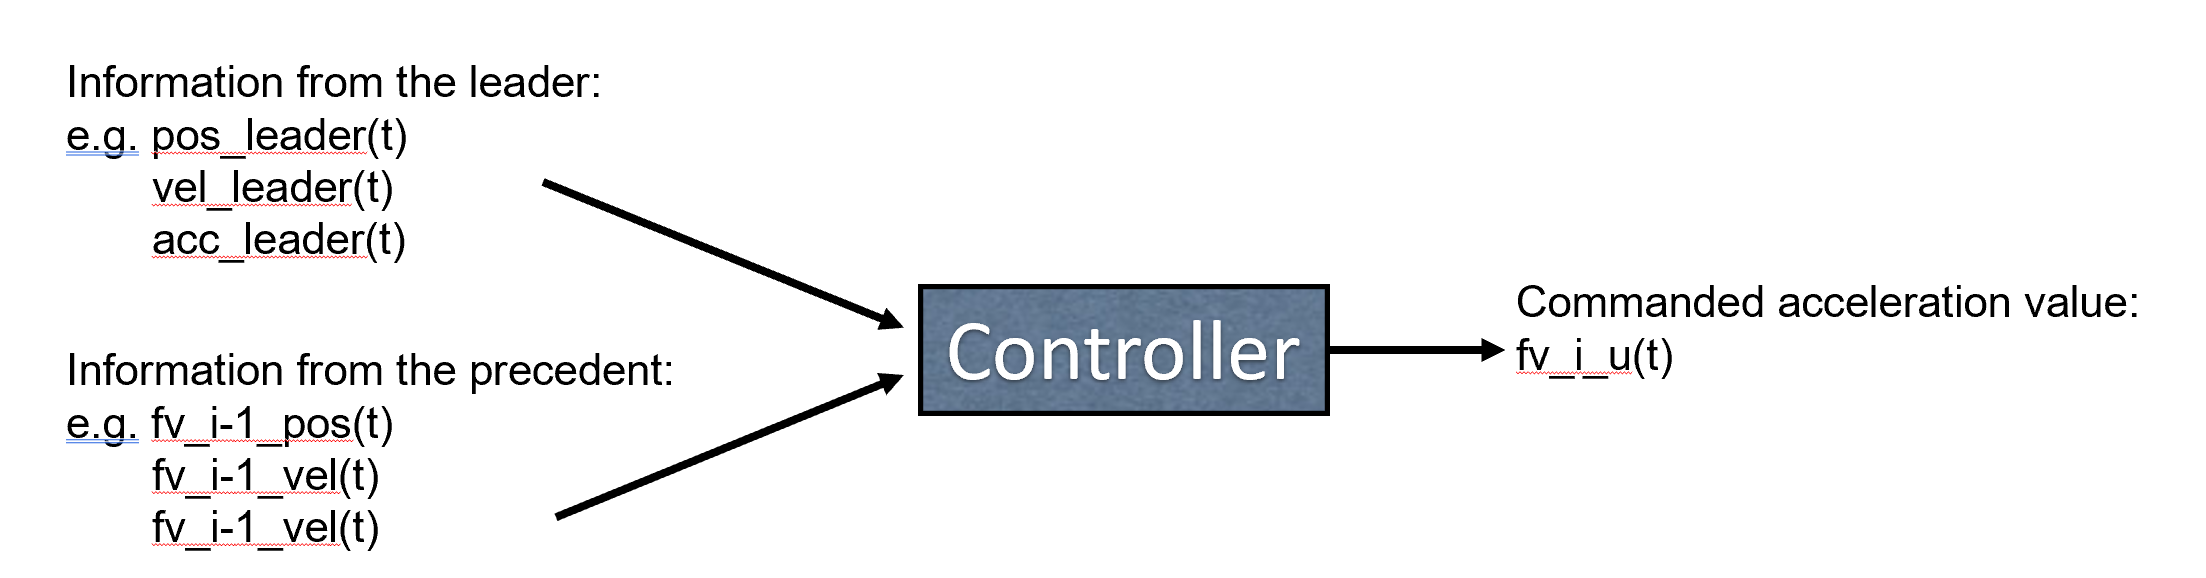 Information from the leader:
e.g. pos_leader(t)
vel_leader(t)
acc_leader(t)
Information from the precedent:
e.g. fv_i-1_pos(t)
fv_i-1_vel(t)
fv_i-1_vel(t)
Controller
Commanded acceleration value:
fv_i_u(t)